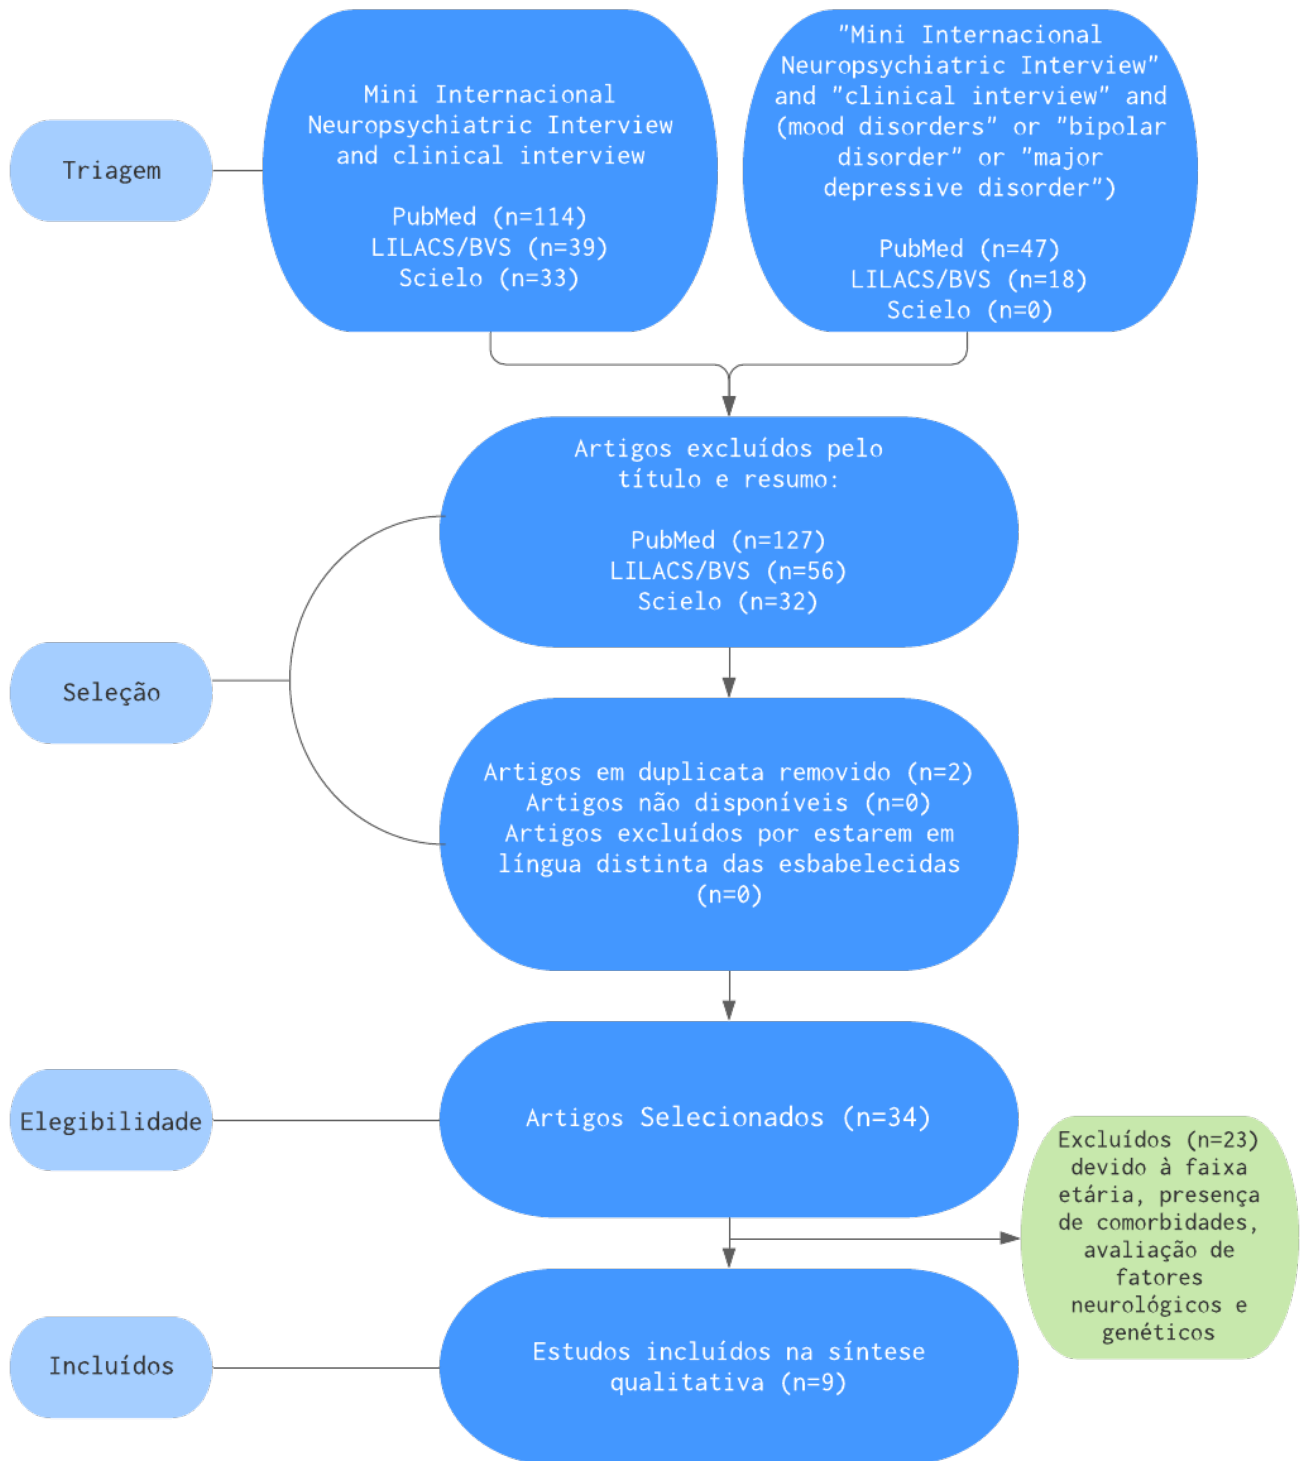 Triagem
Mini Internacional
Neuropsychiatric Interview
and clinical interview
PubMed (n=114)
LILACS/BVS (n=39)
Scielo (n=33)
"Mini Internacional
Neuropsychiatric Interview"
and "clinical interview" and
(mood disorders" or "bipolar
disorder" or "major
depressive disorder")
PubMed (n=47)
LILACS/BVS (n=18)
Scielo (n=0)
Seleção
Artigos excluídos pelo
título e resumo:
PubMed (n=127)
LILACS/BVS (n=56)
Scielo (n=32)
Artigos em duplicata removido (n=2)
Artigos não disponíveis (n=0)
Artigos excluídos por estarem em
língua distinta das esbabelecidas
(n=0)
Elegibilidade
Artigos Selecionados (n=34)
Excluídos (n=23)
devido à faixa
etária, presença
de comorbidades,
avaliação de
fatores
neurológicos e
genéticos
Incluídos
Estudos incluídos na síntese
qualitativa (n=9)